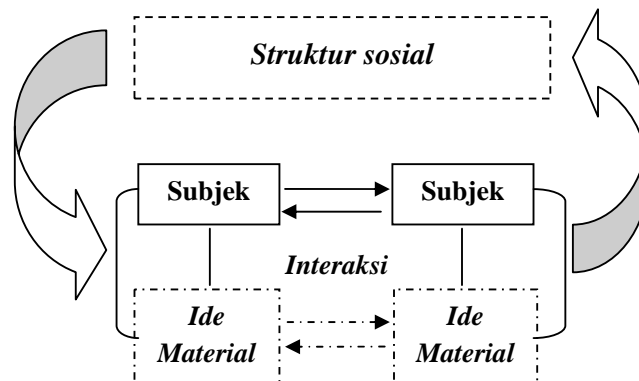 Struktur sosial
Subjek
Subjek
Interaksi
Ide
Material
Ide
Material